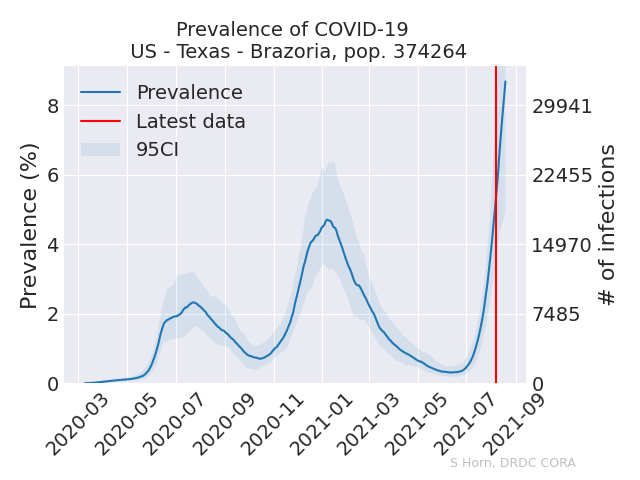 Prevalence of COVID-19
US - Texas - Brazoria, pop. 374264
Prevalence
Latest data
95CI
Prevalence (%)
8
6
4
2
0
29941
22455
14970
7485
0
# of infections
2020-03
2020-05
2020-07
2020-09
2020-11
2021-01
2021-03
2021-05
2021-07
2021-09
S Horn, DRDC CORA